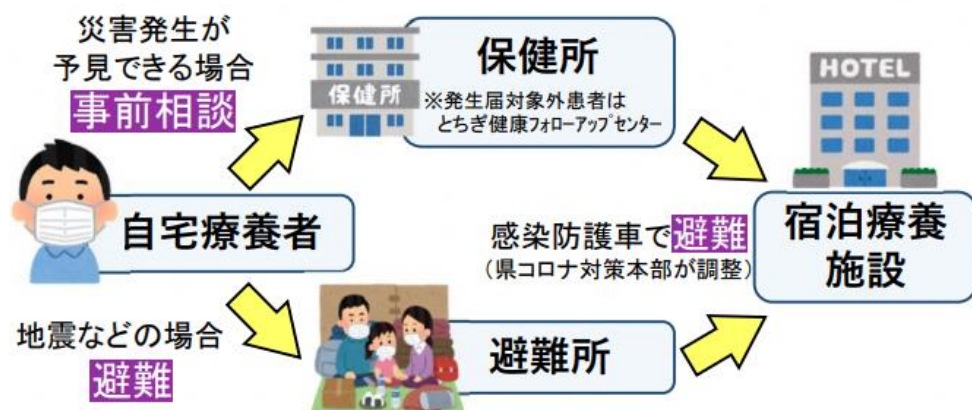 災害発生が
予見できる場合
事前相談
保健所
保健所
※発生届対象外患者は
とちぎ健康フォローアップセンター
HOTEL
自宅療養者
感染防護車で避難
(県コロナ対策本部が調整)
宿泊療養
施設
地震などの場合
避難
避難所